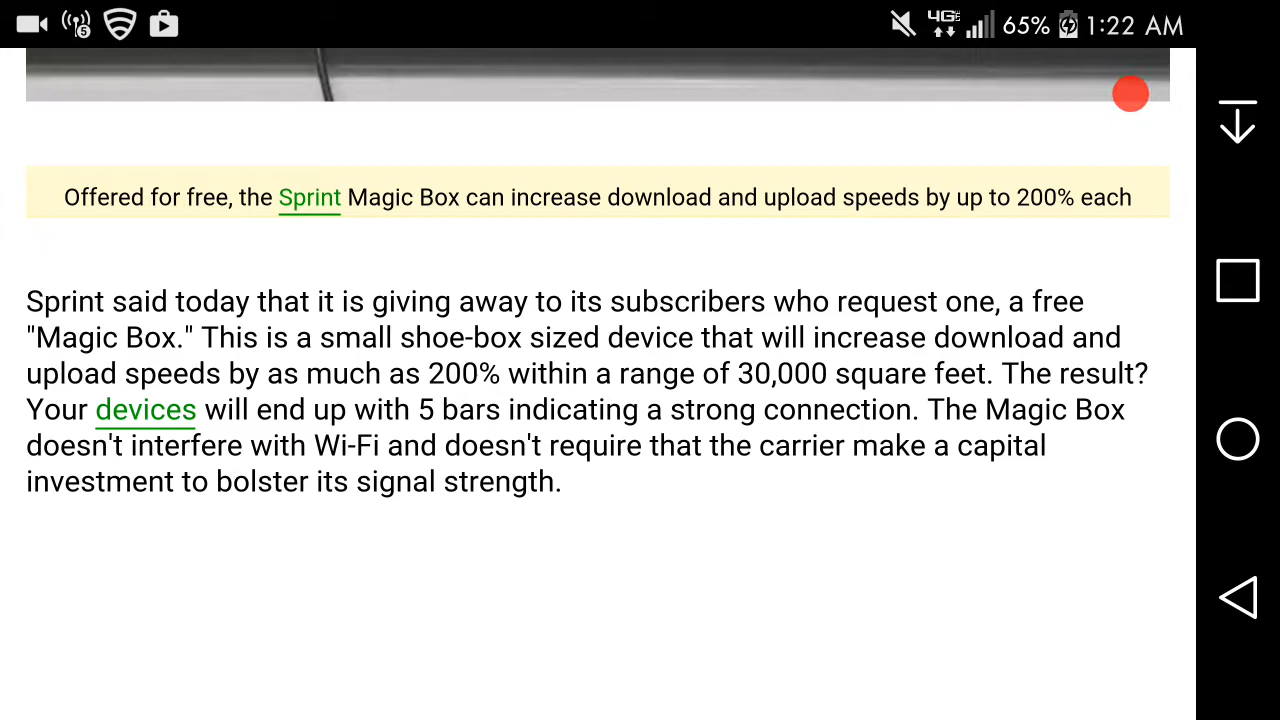 5
4G LTE
65%
1:22 AM
Offered for free, the Sprint Magic Box can increase download and upload speeds by up to 200% each
Sprint said today that it is giving away to its subscribers who request one, a free
"Magic Box." This is a small shoe-box sized device that will increase download and
upload speeds by as much as 200% within a range of 30,000 square feet. The result?
Your devices will end up with 5 bars indicating a strong connection. The Magic Box
doesn't interfere with Wi-Fi and doesn't require that the carrier make a capital
investment to bolster its signal strength.